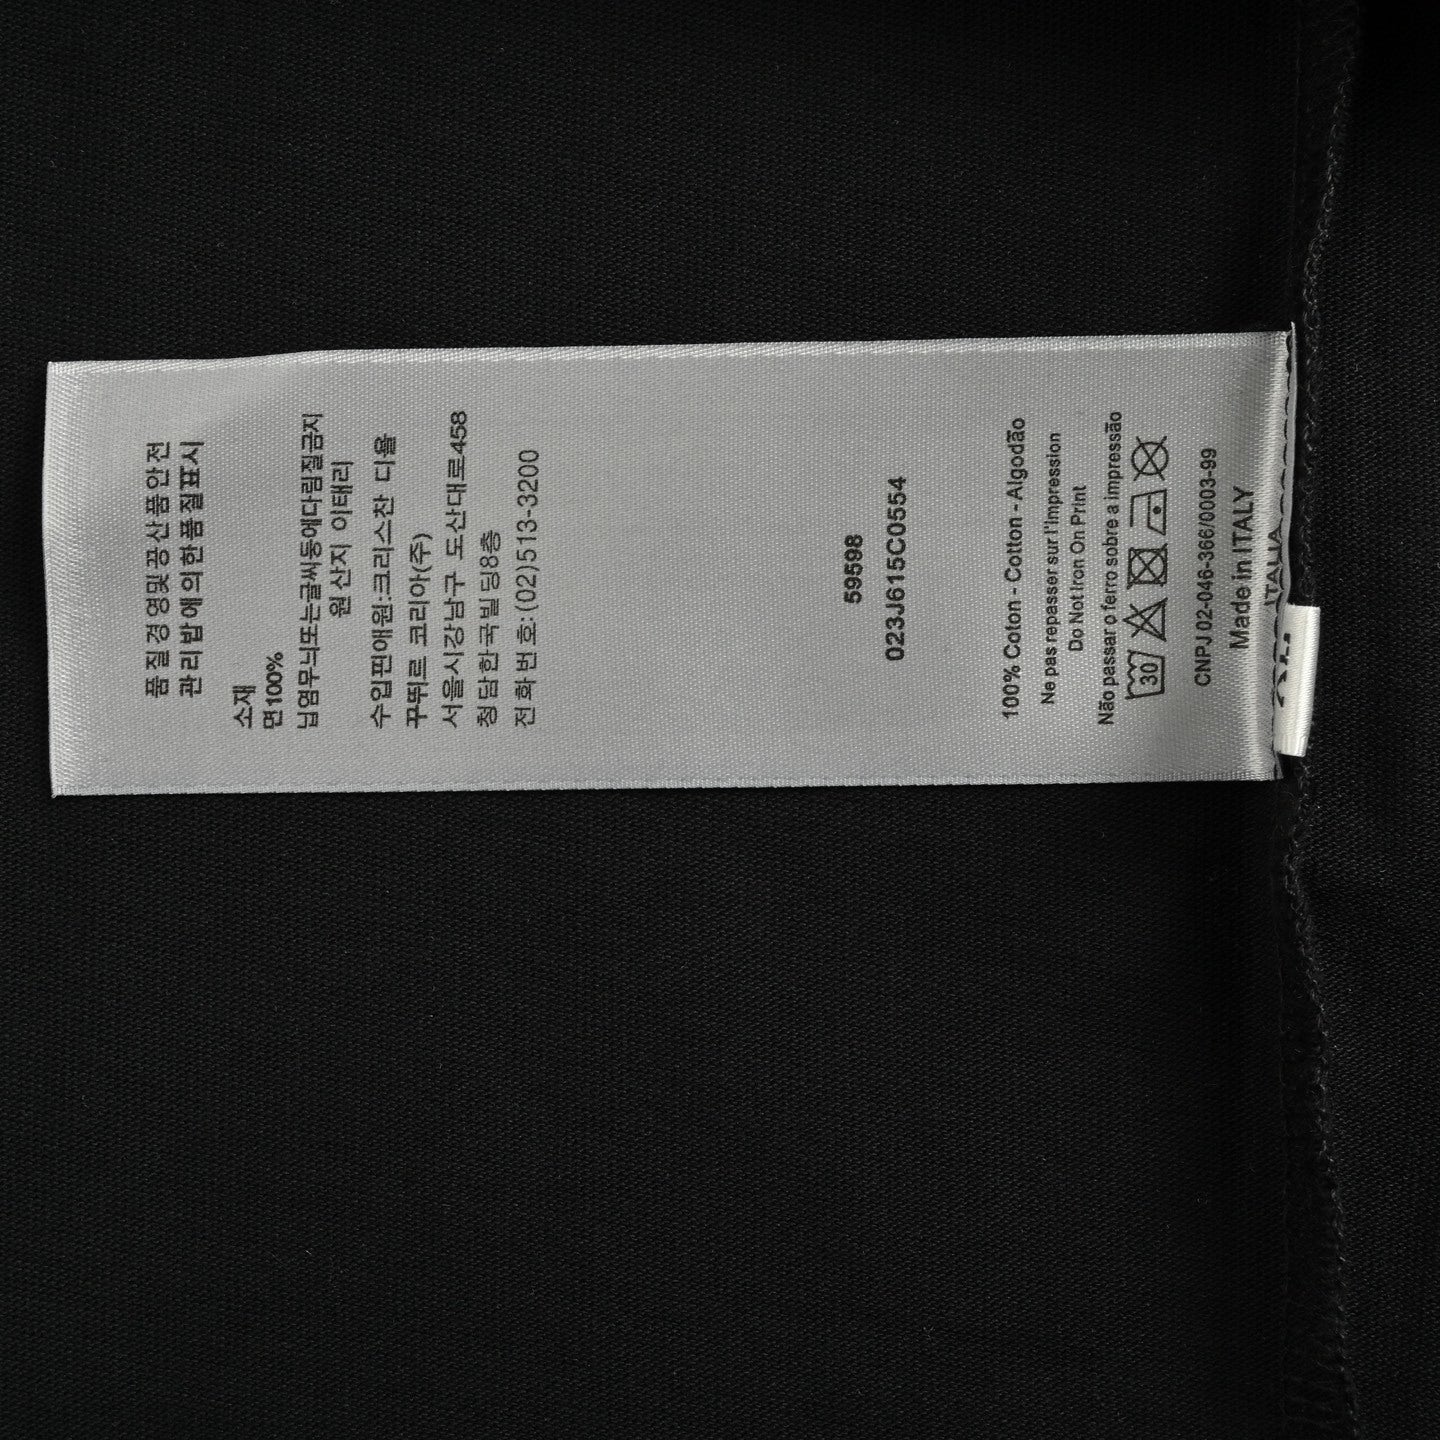 품질경영및공산품안전
관리법에의한품질표시
소재
면100%
닙염무늬또는글씨등에다림질금지
원산지 이태리
수입핀애원:크리스찬 디율
꾸뛰르 코리아(주)
서울시강남구 도산대로458
청담한국빌딩8층
전화번호:(02)513-3200
59598
023J615C0554
100% Coton - Cotton - Algodão
Ne pas repasser sur l'impression
Do Not Iron On Print
Não passar o ferro sobre a impressão
30
CNPJ 02-046-366/0003-99
Made in ITALY